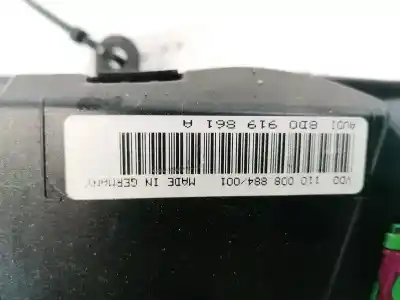 VDO 110 008 884/001 MADE IN GERMANY
AUDI 8D0 919 861 A